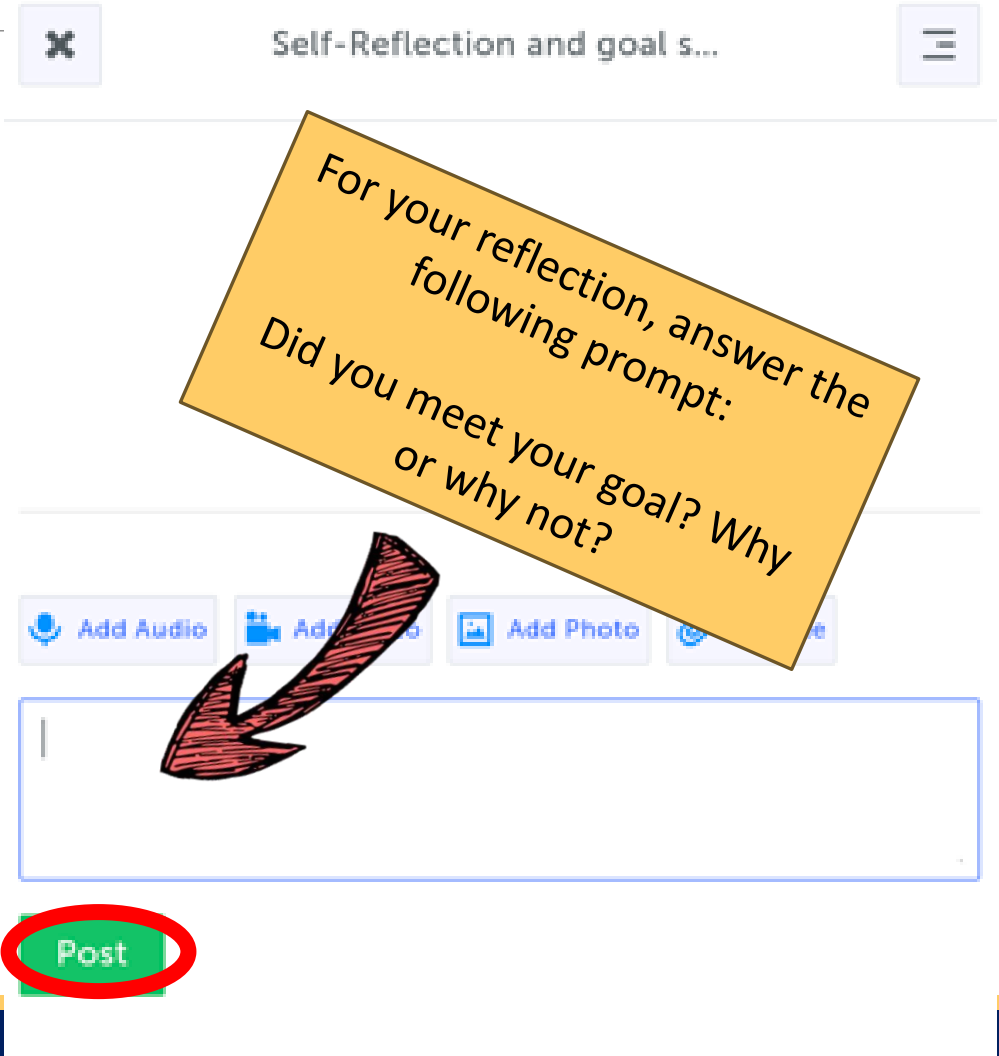 Self-Reflection and goal s...
For your reflection, answer the
following prompt:
Did you meet your goal? Why
or why not?
Add Audio
Add Photo
Post